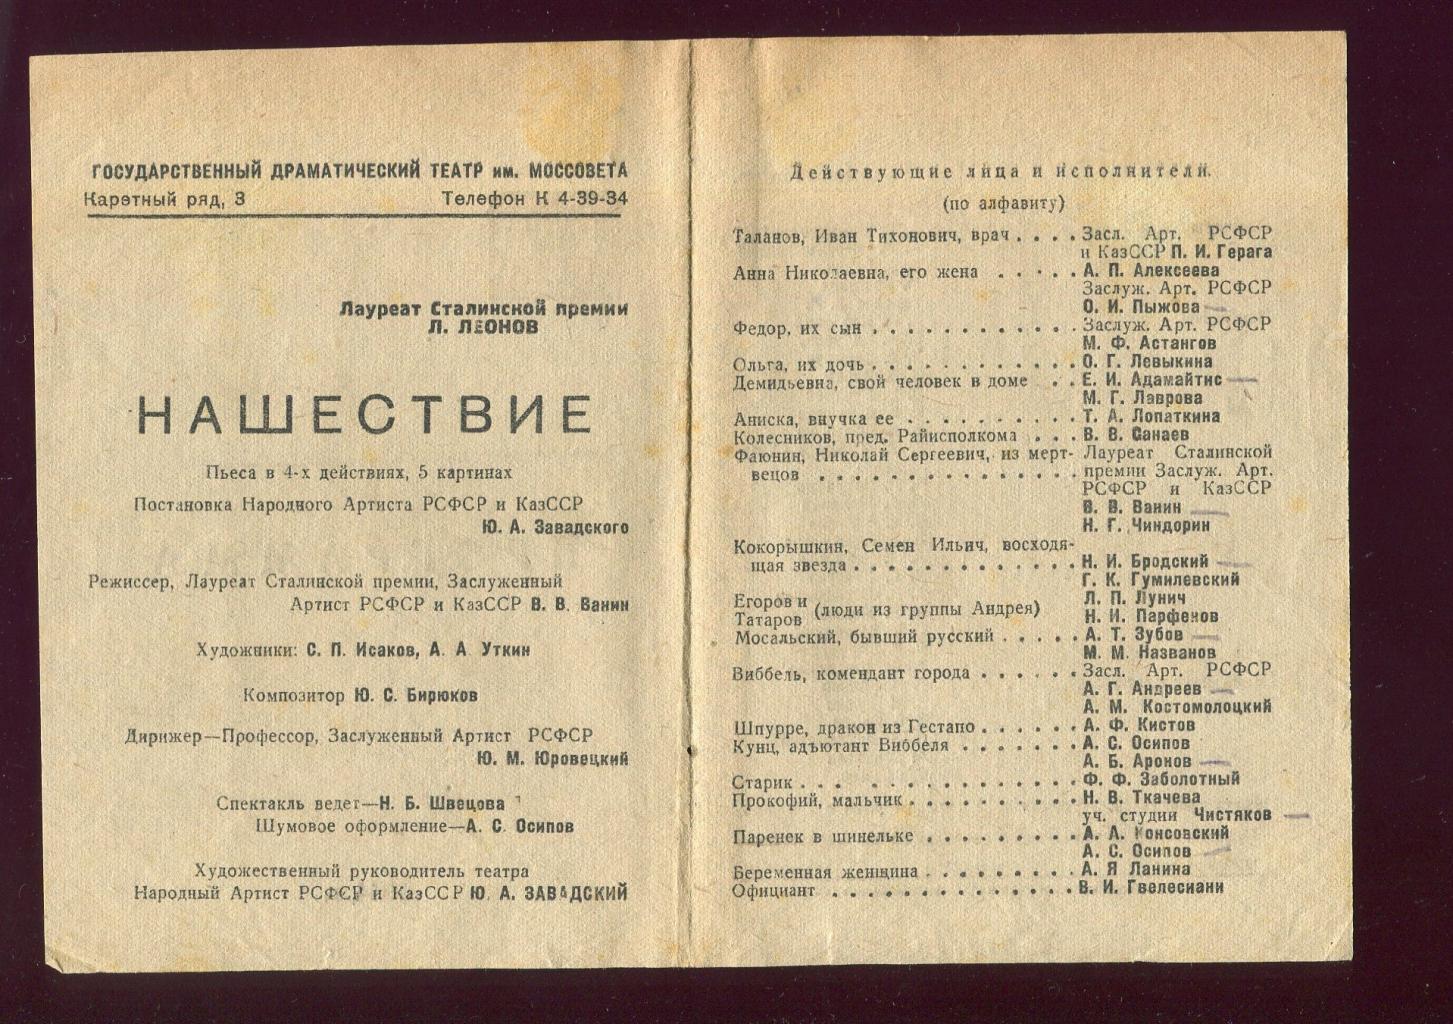 ГОСУДАРСТВЕННЫЙ ДРАМАТИЧЕСКИЙ ТЕАТР им. МОССОВЕТА
Каретный ряд, 3 Телефон К 4-39-34
Лауреат Сталинской премии
Л. ЛЕОНОВ
НАШЕСТВИЕ
Пьеса в 4-х действиях, 5 картинах
Постановка Народного Артиста РСФСР и КазССР
Ю. А. Завадского
Режиссер, Лауреат Сталинской премии, Заслуженный
Артист РСФСР и КазССР В. В. Ванин
Художники: С. П. Исаков, А. А Уткин
Композитор Ю. С. Бирюков
Дирижер—Профессор, Заслуженный Артист РСФСР
Ю. М. Юровецкий
Спектакль ведет—Н. Б. Швецова
Шумовое оформление—А. С. Осипов
Художественный руководитель театра
Народный Артист РСФСР и КазССР Ю. А. ЗАВАДСКИЙ
Действующие лица и исполнители.
(по алфавиту)
Таланов, Иван Тихонович, врач . . . . Засл. Арт. РСФСР
и КазССР П. И. Герага
Анна Николаевна, его жена . . . . . А. П. Алексеева
Заслуж. Арт. РСФСР
О. И. Пыжова
Федор, их сын . . . . . . . . . . . . Заслуж. Арт. РСФСР
М. Ф. Астангов
Ольга, их дочь . . . . . . . . . . . . О. Г. Левыкина
Демидьевна, свой человек в доме . . Е. И. Адамайтис
М. Г. Лаврова
Аниска, внучка ее . . . . . . . . . . Т. А. Лопаткина
Колесников, пред. Райисполкома . . . В. В. Санаев
Фаюнин, Николай Сергеевич, из мерт- Лауреат Сталинской
вецов . . . . . . . . . . . . . . . премии Заслуж. Арт.
РСФСР и КазССР
В. В. Ванин
Н. Г. Чиндорин
Кокорышкин, Семен Ильич, восходя-
щая звезда . . . . . . . . . . . . . Н. И. Бродский
Г. К. Гумилевский
Егоров и Л. П. Лунич
(люди из группы Андрея)
Татаров Н. И. Парфенов
Мосальский, бывший русский . . . . . А. Т. Зубов
М. М. Названов
Виббель, комендант города . . . . . . Засл. Арт. РСФСР
А. Г. Андреев
А. М. Костомолоцкий
Шпурре, дракон из Гестапо . . . . . . А. Ф. Кистов
Кунц, адъютант Виббеля . . . . . . . А. С. Осипов
А. Б. Аронов
Старик . . . . . . . . . . . . . . Ф. Ф. Заболотный
Прокофий, мальчик . . . . . . . . . . Н. В. Ткачева
уч. студии Чистяков
Паренек в шинельке . . . . . . . . . А. Л. Консовский
А. С. Осипов
Беременная женщина . . . . . . . . . А. Я Ланина
Официант . . . . . . . . . . . . . . В. И. Гвелесиани